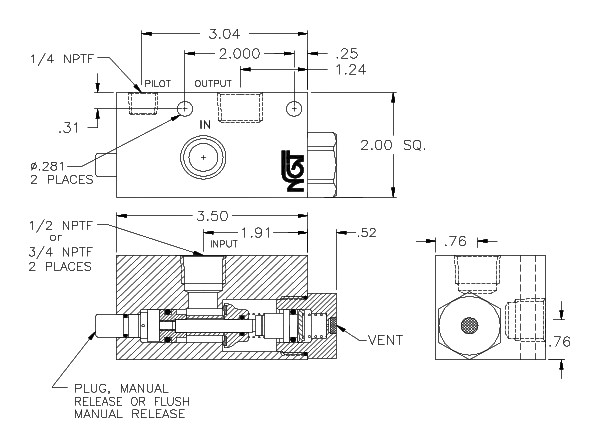 3.04
1/4 NPTF
2.000
.25
PILOT
OUTPUT
1.24
.31
IN
2.00 SQ.
Ø.281
2 PLACES
NGT
3.50
1/2 NPTF
or
3/4 NPTF
2 PLACES
1.91
.52
INPUT
.76
VENT
.76
PLUG, MANUAL
RELEASE OR FLUSH
MANUAL RELEASE